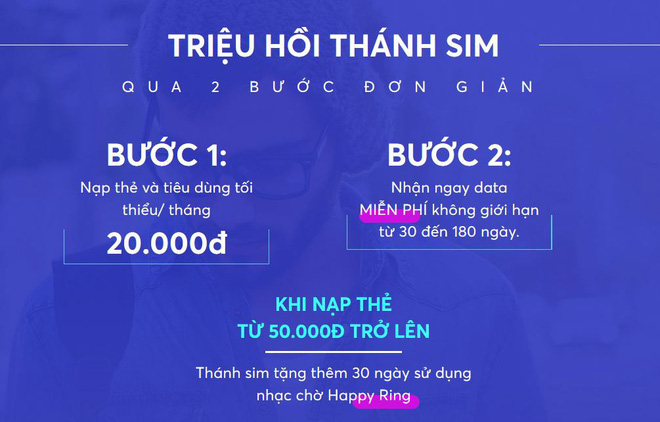 TRIỆU HỒI THÁNH SIM
QUA 2 BƯỚC ĐƠN GIẢN
BƯỚC 1:
Nạp thẻ và tiêu dùng tối
thiểu/ tháng
20.000đ
BƯỚC 2:
Nhận ngay data
MIỄN PHÍ không giới hạn
từ 30 đến 180 ngày.
KHI NẠP THẺ
TỪ 50.000Đ TRỞ LÊN
Thánh sim tặng thêm 30 ngày sử dụng
nhạc chờ Happy Ring